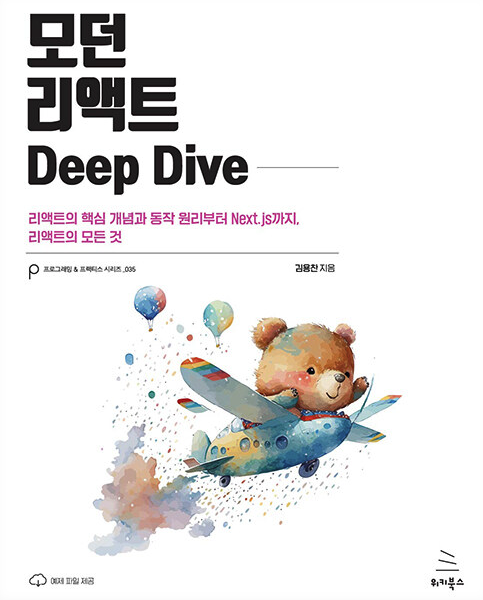 모던
리액트
Deep Dive
리액트의 핵심 개념과 동작 원리부터 Next.js까지,
리액트의 모든 것
프로그래밍 & 프랙티스 시리즈_035
김용찬 지음
예제 파일 제공
위키북스